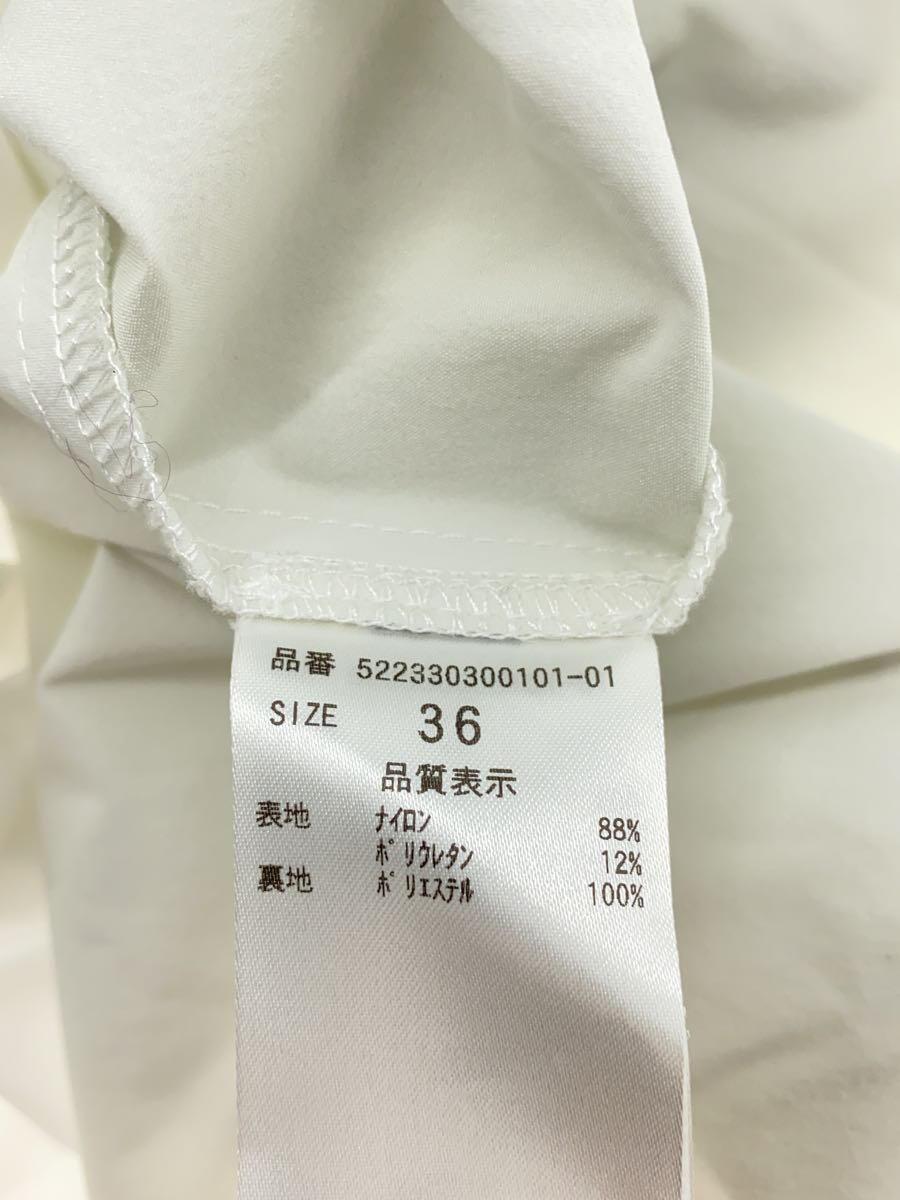 品番 522330300101-01
SIZE 36
品質表示
表地 ナイロン 88%
ポリウレタン 12%
裏地 ポリエステル 100%